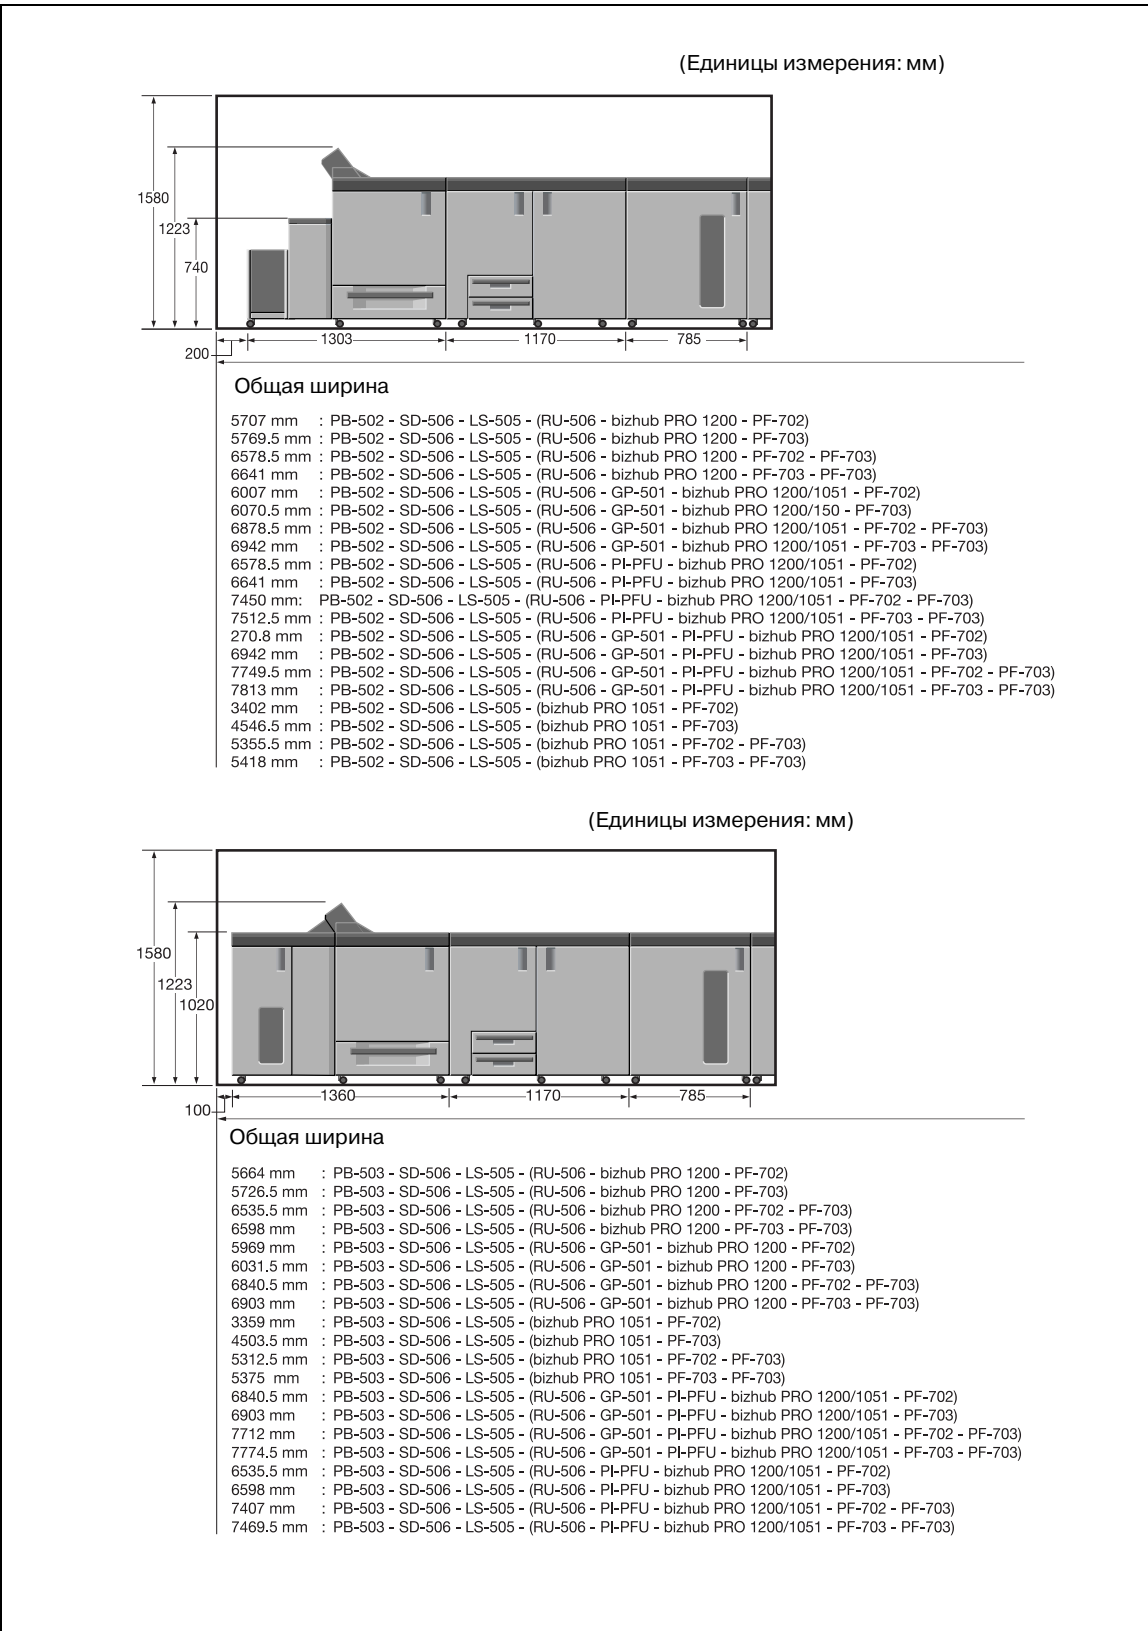 (Единицы измерения: мм)
1580
1223
740
200
1303
1170
785
Общая ширина
5707 mm : PB-502 - SD-506 - LS-505 - (RU-506 - bizhub PRO 1200 - PF-702)
5769.5 mm : PB-502 - SD-506 - LS-505 - (RU-506 - bizhub PRO 1200 - PF-703)
6578.5 mm : PB-502 - SD-506 - LS-505 - (RU-506 - bizhub PRO 1200 - PF-702 - PF-703)
6641 mm : PB-502 - SD-506 - LS-505 - (RU-506 - bizhub PRO 1200 - PF-703 - PF-703)
6007 mm : PB-502 - SD-506 - LS-505 - (RU-506 - GP-501 - bizhub PRO 1200/1051 - PF-702)
6070.5 mm : PB-502 - SD-506 - LS-505 - (RU-506 - GP-501 - bizhub PRO 1200/150 - PF-703)
6878.5 mm : PB-502 - SD-506 - LS-505 - (RU-506 - GP-501 - bizhub PRO 1200/1051 - PF-702 - PF-703)
6942 mm : PB-502 - SD-506 - LS-505 - (RU-506 - GP-501 - bizhub PRO 1200/1051 - PF-703 - PF-703)
6578.5 mm : PB-502 - SD-506 - LS-505 - (RU-506 - PI-PFU - bizhub PRO 1200/1051 - PF-702)
6641 mm : PB-502 - SD-506 - LS-505 - (RU-506 - PI-PFU - bizhub PRO 1200/1051 - PF-703)
7450 mm: PB-502 - SD-506 - LS-505 - (RU-506 - PI-PFU - bizhub PRO 1200/1051 - PF-702 - PF-703)
7512.5 mm : PB-502 - SD-506 - LS-505 - (RU-506 - PI-PFU - bizhub PRO 1200/1051 - PF-703 - PF-703)
270.8 mm : PB-502 - SD-506 - LS-505 - (RU-506 - GP-501 - PI-PFU - bizhub PRO 1200/1051 - PF-702)
6942 mm : PB-502 - SD-506 - LS-505 - (RU-506 - GP-501 - PI-PFU - bizhub PRO 1200/1051 - PF-703)
7749.5 mm : PB-502 - SD-506 - LS-505 - (RU-506 - GP-501 - PI-PFU - bizhub PRO 1200/1051 - PF-702 - PF-703)
7813 mm : PB-502 - SD-506 - LS-505 - (RU-506 - GP-501 - PI-PFU - bizhub PRO 1200/1051 - PF-703 - PF-703)
3402 mm : PB-502 - SD-506 - LS-505 - (bizhub PRO 1051 - PF-702)
4546.5 mm : PB-502 - SD-506 - LS-505 - (bizhub PRO 1051 - PF-703)
5355.5 mm : PB-502 - SD-506 - LS-505 - (bizhub PRO 1051 - PF-702 - PF-703)
5418 mm : PB-502 - SD-506 - LS-505 - (bizhub PRO 1051 - PF-703 - PF-703)
(Единицы измерения: мм)
1580
1223
1020
100
1360
1170
785
Общая ширина
5664 mm : PB-503 - SD-506 - LS-505 - (RU-506 - bizhub PRO 1200 - PF-702)
5726.5 mm : PB-503 - SD-506 - LS-505 - (RU-506 - bizhub PRO 1200 - PF-703)
6535.5 mm : PB-503 - SD-506 - LS-505 - (RU-506 - bizhub PRO 1200 - PF-702 - PF-703)
6598 mm : PB-503 - SD-506 - LS-505 - (RU-506 - bizhub PRO 1200 - PF-703 - PF-703)
5969 mm : PB-503 - SD-506 - LS-505 - (RU-506 - GP-501 - bizhub PRO 1200 - PF-702)
6031.5 mm : PB-503 - SD-506 - LS-505 - (RU-506 - GP-501 - bizhub PRO 1200 - PF-703)
6840.5 mm : PB-503 - SD-506 - LS-505 - (RU-506 - GP-501 - bizhub PRO 1200 - PF-702 - PF-703)
6903 mm : PB-503 - SD-506 - LS-505 - (RU-506 - GP-501 - bizhub PRO 1200 - PF-703 - PF-703)
3359 mm : PB-503 - SD-506 - LS-505 - (bizhub PRO 1051 - PF-702)
4503.5 mm : PB-503 - SD-506 - LS-505 - (bizhub PRO 1051 - PF-703)
5312.5 mm : PB-503 - SD-506 - LS-505 - (bizhub PRO 1051 - PF-702 - PF-703)
5375 mm : PB-503 - SD-506 - LS-505 - (bizhub PRO 1051 - PF-703 - PF-703)
6840.5 mm : PB-503 - SD-506 - LS-505 - (RU-506 - GP-501 - PI-PFU - bizhub PRO 1200/1051 - PF-702)
6903 mm : PB-503 - SD-506 - LS-505 - (RU-506 - GP-501 - PI-PFU - bizhub PRO 1200/1051 - PF-703)
7712 mm : PB-503 - SD-506 - LS-505 - (RU-506 - GP-501 - PI-PFU - bizhub PRO 1200/1051 - PF-702 - PF-703)
7774.5 mm : PB-503 - SD-506 - LS-505 - (RU-506 - GP-501 - PI-PFU - bizhub PRO 1200/1051 - PF-703 - PF-703)
6535.5 mm : PB-503 - SD-506 - LS-505 - (RU-506 - PI-PFU - bizhub PRO 1200/1051 - PF-702)
6598 mm : PB-503 - SD-506 - LS-505 - (RU-506 - PI-PFU - bizhub PRO 1200/1051 - PF-703)
7407 mm : PB-503 - SD-506 - LS-505 - (RU-506 - PI-PFU - bizhub PRO 1200/1051 - PF-702 - PF-703)
7469.5 mm : PB-503 - SD-506 - LS-505 - (RU-506 - PI-PFU - bizhub PRO 1200/1051 - PF-703 - PF-703)